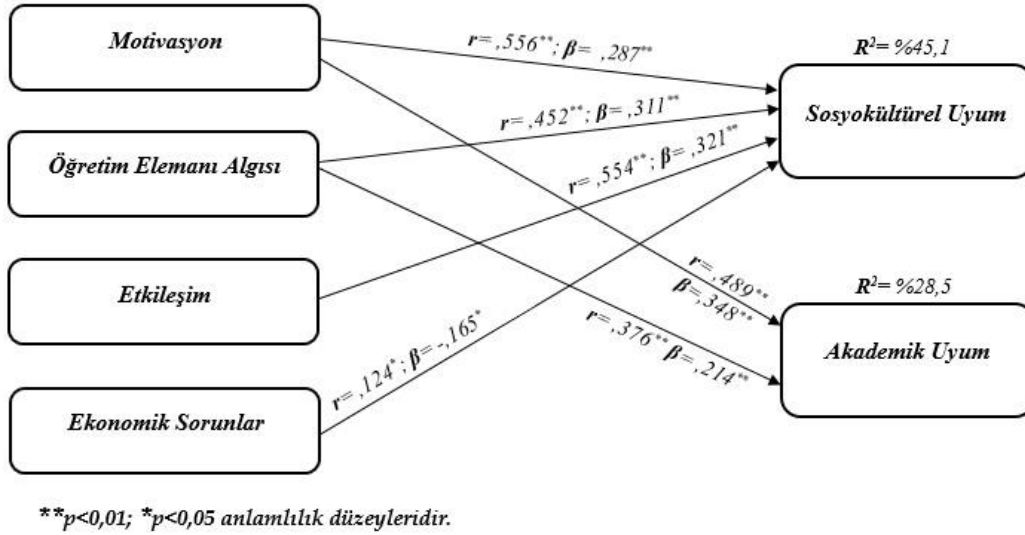 Motivasyon
r= ,556**; β= ,287**
R²= %45,1
Sosyokültürel Uyum
r= ,452**; β= ,311**
Öğretim Elemanı Algısı
r= ,554**; β= ,321**
Etkileşim
r= ,489**
β=,348**
R²= %28,5
r= ,376** β= ,214**
Akademik Uyum
r= ,124*; β= -,165*
Ekonomik Sorunlar
**p<0,01; *p<0,05 anlamlılık düzeyleridir.